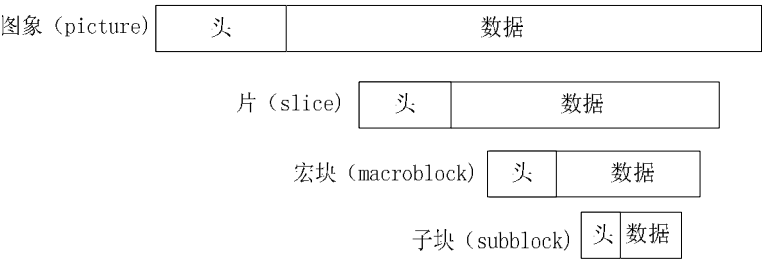 图象（picture） 头 数据
片（slice） 头 数据
宏块（macroblock） 头 数据
子块（subblock） 头 数据